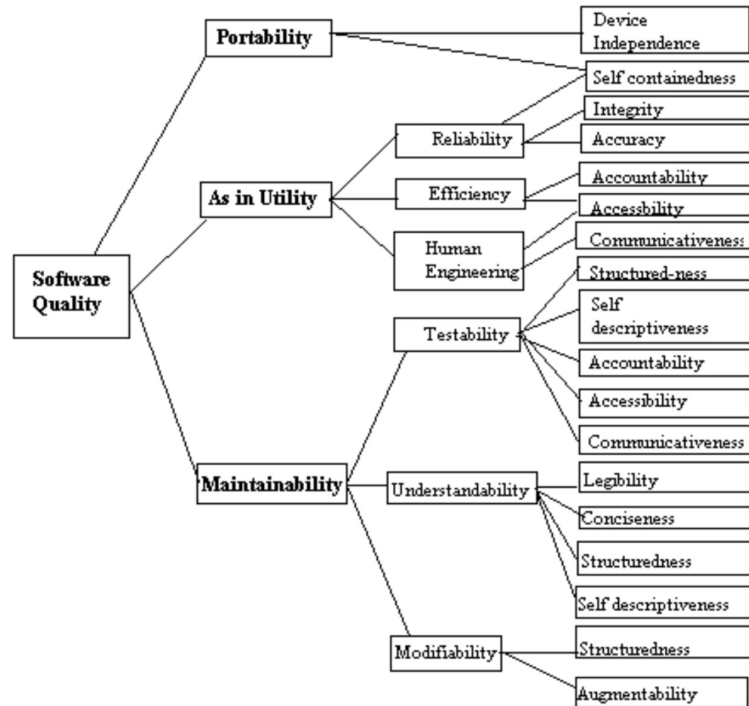 Portability
Device
Independence
Self containedness
Integrity
Reliability
Accuracy
As in Utility
Efficiency
Accountability
Accessbility
Human
Engineering
Communicativeness
Software
Quality
Structured-ness
Testability
Self
descriptiveness
Accountability
Accessibility
Communicativeness
Maintainability
Understandability
Legibility
Conciseness
Structuredness
Self descriptiveness
Modifiability
Structuredness
Augmentability